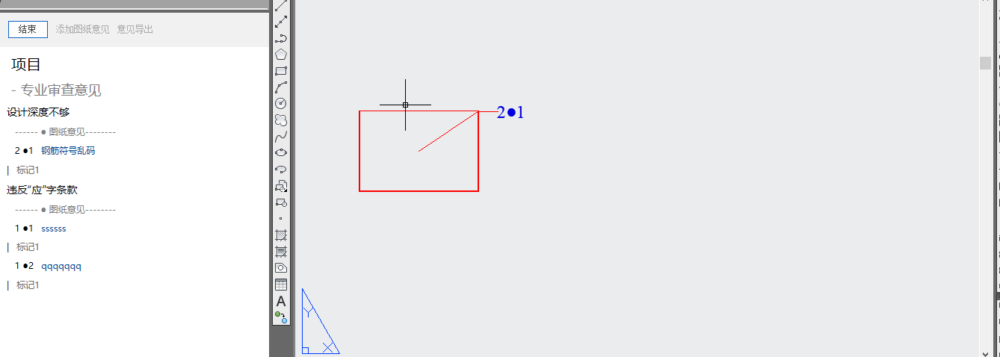 结束 添加图纸意见 意见导出
项目
- 专业审查意见
设计深度不够
------ ● 图纸意见--------
2 ●1 钢筋符号乱码
| 标记1
违反“应”字条款
------ ● 图纸意见--------
1 ●1 ssssss
| 标记1
1 ●2 qqqqqqq
| 标记1
A
2●1
Y
X